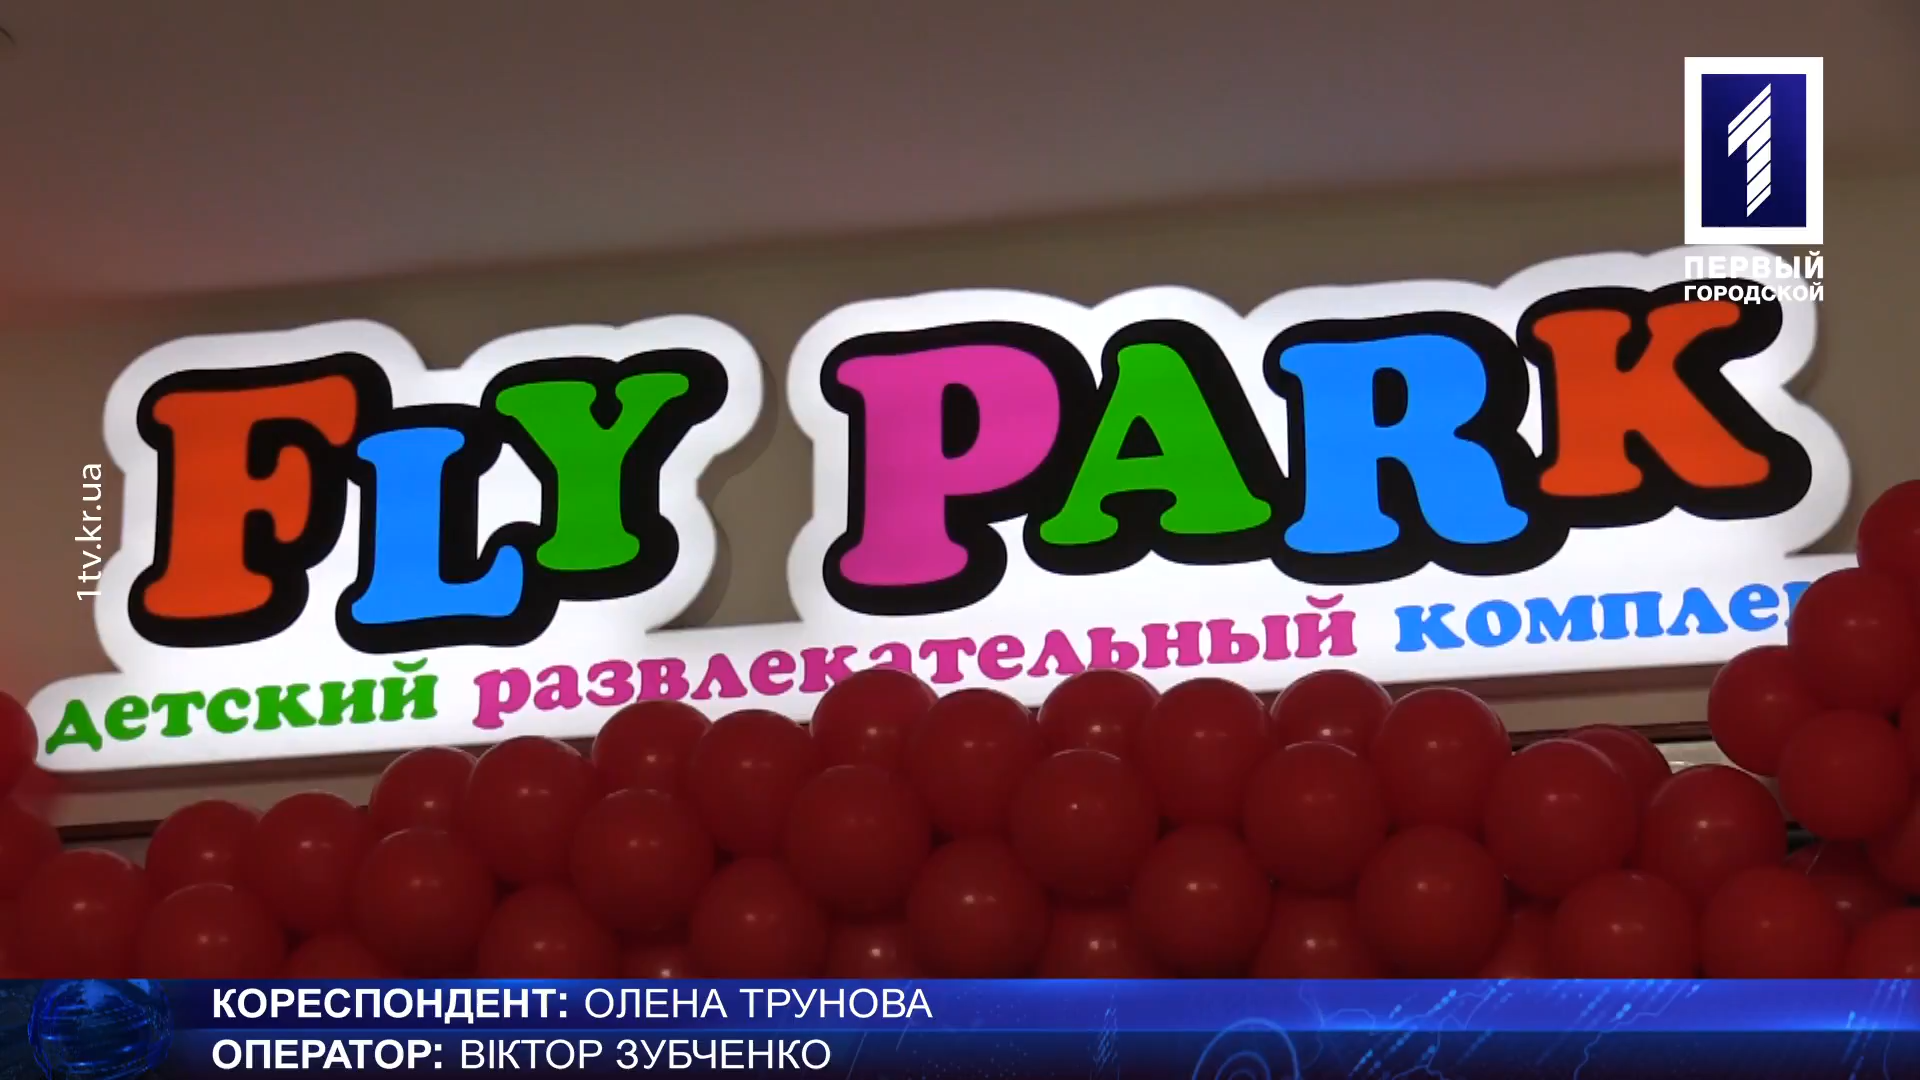 ПЕРВЫЙ
ГОРОДСКОЙ
1tv.kr.ua
FLY PARK
детский развлекательный
КОРЕСПОНДЕНТ: ОЛЕНА ТРУНОВА
ОПЕРАТОР: ВІКТОР ЗУБЧЕНКО